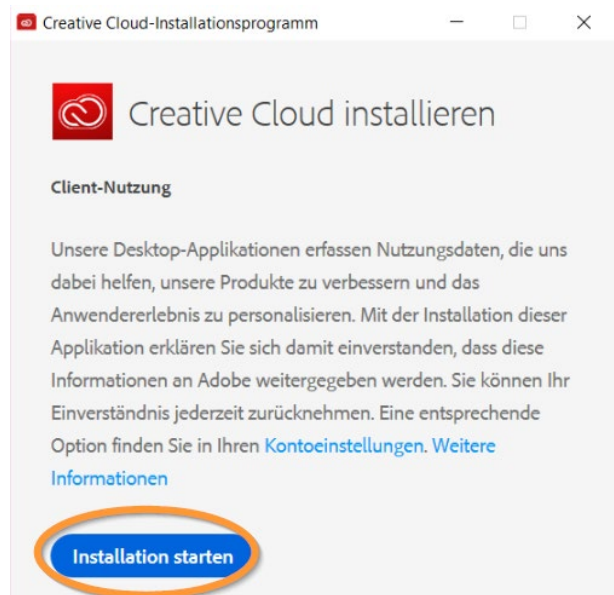 Creative Cloud-Installationsprogramm
Creative Cloud installieren
Client-Nutzung
Unsere Desktop-Applikationen erfassen Nutzungsdaten, die uns
dabei helfen, unsere Produkte zu verbessern und das
Anwendererlebnis zu personalisieren. Mit der Installation dieser
Applikation erklären Sie sich damit einverstanden, dass diese
Informationen an Adobe weitergegeben werden. Sie können Ihr
Einverständnis jederzeit zurücknehmen. Eine entsprechende
Option finden Sie in Ihren Kontoeinstellungen. Weitere
Informationen
Installation starten